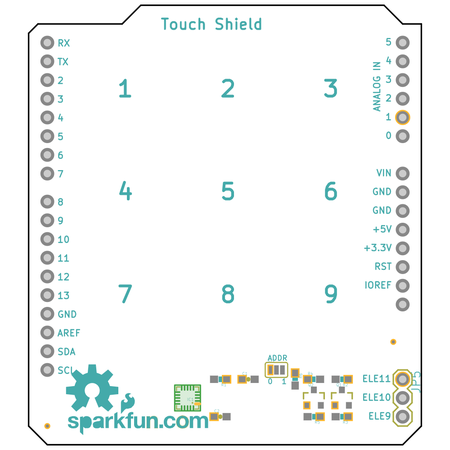 Touch Shield
RX
TX
2
3
4
5
6
7
8
9
10
11
12
13
GND
AREF
SDA
SCL
1 2 3
4 5 6
7 8 9
ANALOG IN
5
4
3
2
1
0
VIN
GND
GND
+5V
+3.3V
RST
IOREF
ADDR
0 1
ELE11
ELE10
ELE9
JP5
sparkfun.com